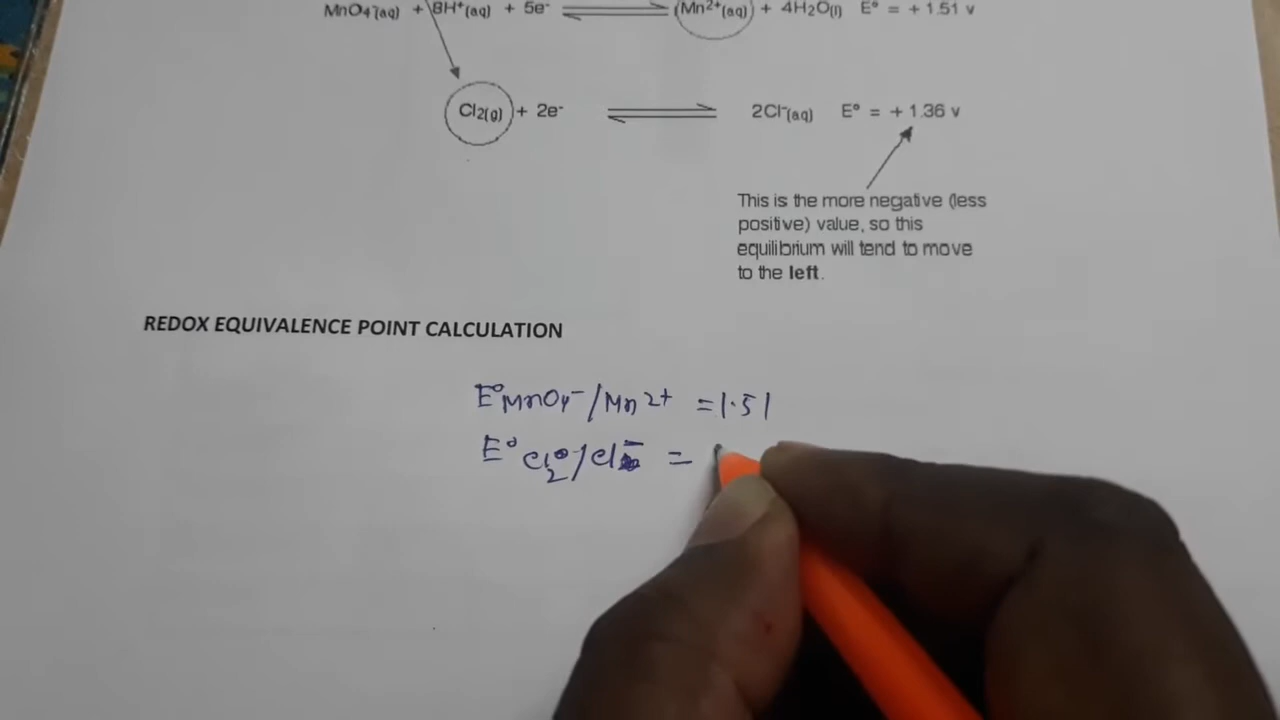 MnO4⁻(aq) + 8H⁺(aq) + 5e⁻ ⇌ Mn²⁺(aq) + 4H2O(l) E° = + 1.51 v
Cl2(g) + 2e⁻ ⇌ 2Cl⁻(aq) E° = + 1.36 v
This is the more negative (less
positive) value, so this
equilibrium will tend to move
to the left.
REDOX EQUIVALENCE POINT CALCULATION
E°MnO4⁻/Mn2+ = 1.51
E°Cl2°/Cl⁻ =